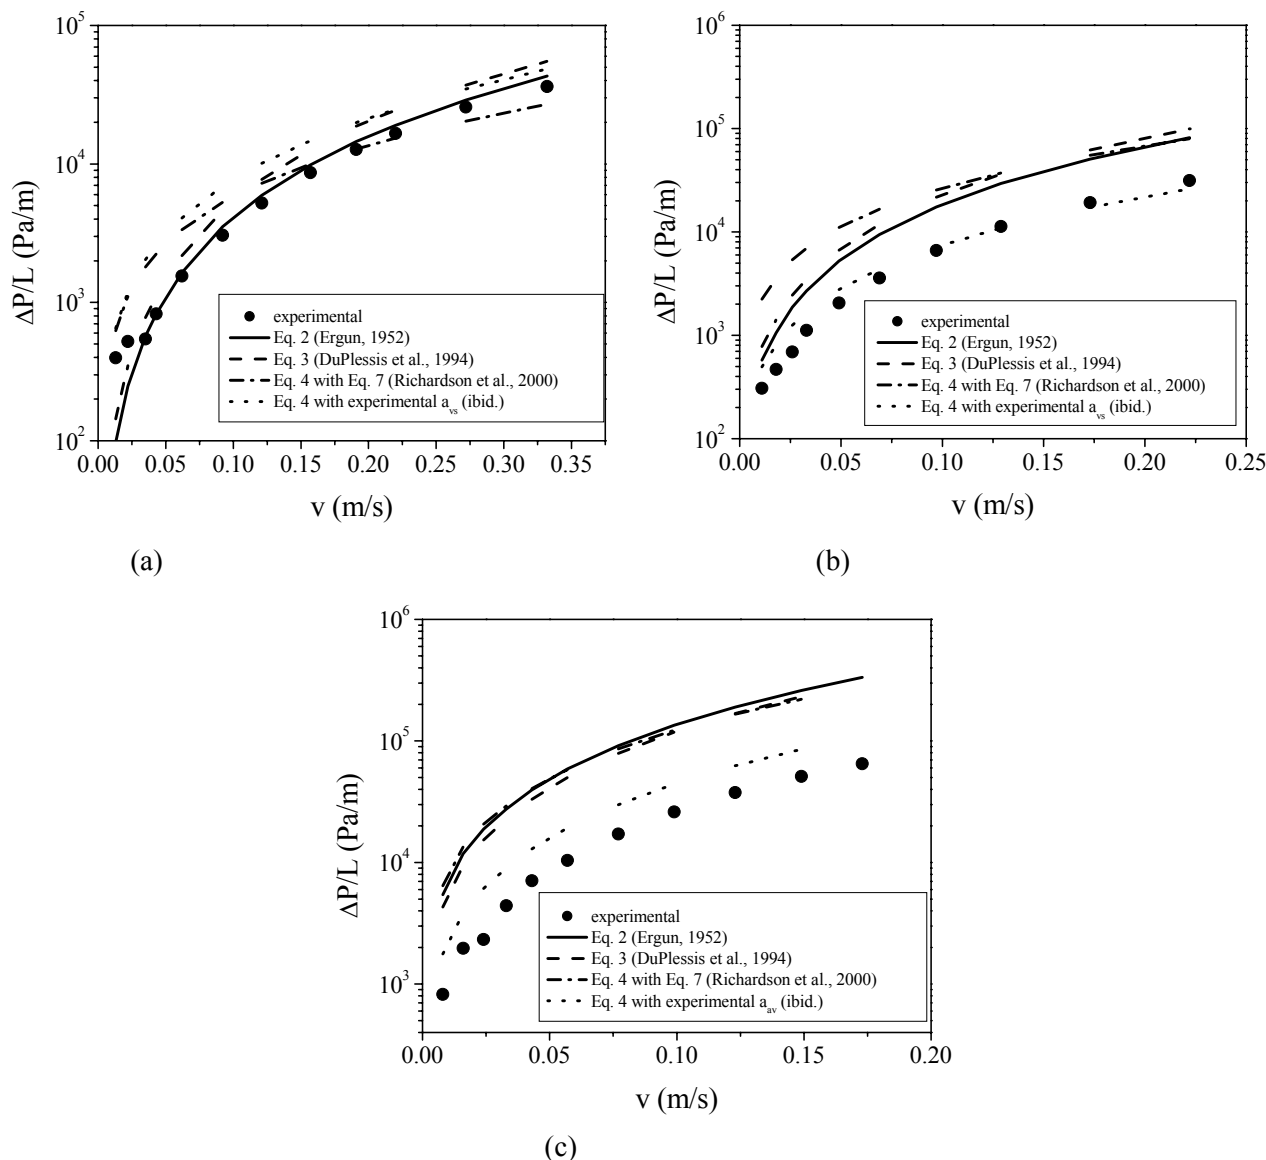 10^5
10^4
10^3
10^2
ΔP/L (Pa/m)
experimental
Eq. 2 (Ergun, 1952)
Eq. 3 (DuPlessis et al., 1994)
Eq. 4 with Eq. 7 (Richardson et al., 2000)
Eq. 4 with experimental a_vs (ibid.)
0.00 0.05 0.10 0.15 0.20 0.25 0.30 0.35
v (m/s)
(a)
10^6
10^5
10^4
10^3
10^2
ΔP/L (Pa/m)
experimental
Eq. 2 (Ergun, 1952)
Eq. 3 (DuPlessis et al., 1994)
Eq. 4 with Eq. 7 (Richardson et al., 2000)
Eq. 4 with experimental a_vs (ibid.)
0.00 0.05 0.10 0.15 0.20 0.25
v (m/s)
(b)
10^6
10^5
10^4
10^3
ΔP/L (Pa/m)
experimental
Eq. 2 (Ergun, 1952)
Eq. 3 (DuPlessis et al., 1994)
Eq. 4 with Eq. 7 (Richardson et al., 2000)
Eq. 4 with experimental a_av (ibid.)
0.00 0.05 0.10 0.15 0.20
v (m/s)
(c)